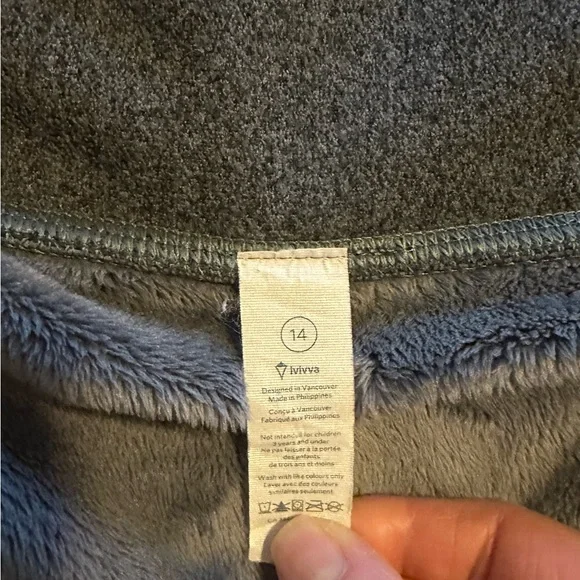 14
ivivva
Designed in Vancouver
Made in Philippines
Conçu à Vancouver
Fabriqué aux Philippines
Not intended for children
3 years and under
Ne pas laisser à la portée
des enfants
de trois ans et moins
Wash with like colours only
Laver avec des couleurs
similaires seulement